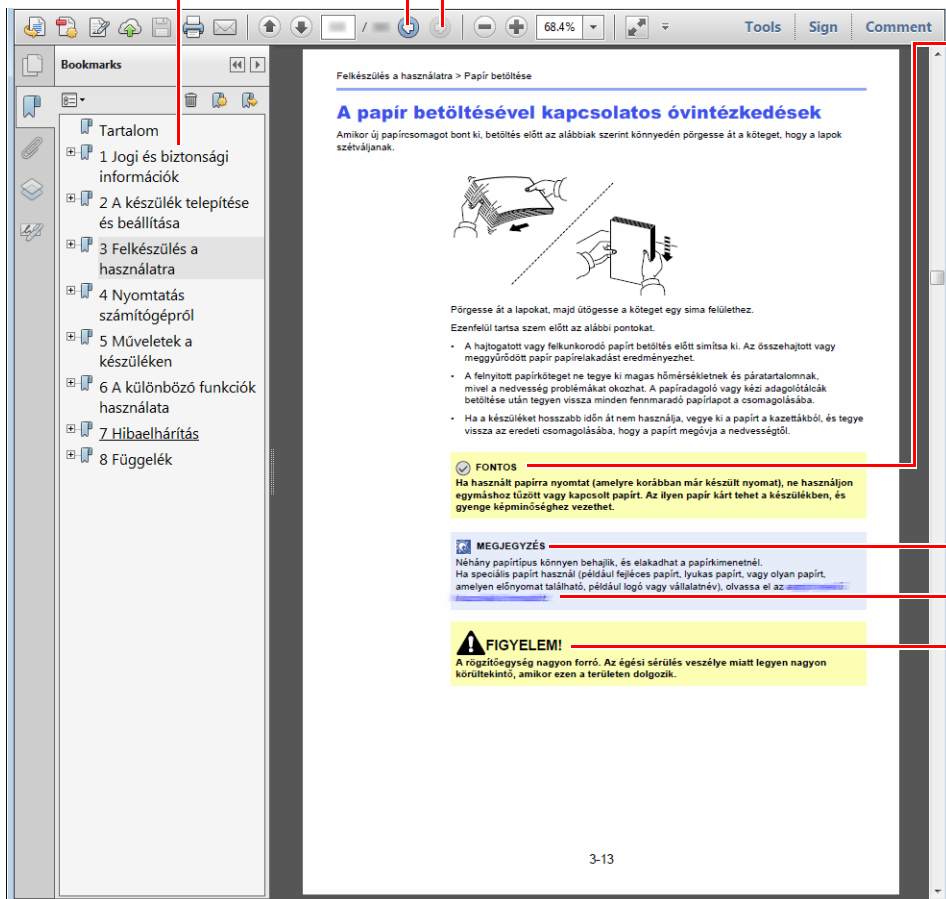 /
68.4%
Tools
Sign
Comment
Bookmarks
Tartalom
1 Jogi és biztonsági
információk
2 A készülék telepítése
és beállítása
3 Felkészülés a
használatra
4 Nyomtatás
számítógépről
5 Műveletek a
készüléken
6 A különböző funkciók
használata
7 Hibaelhárítás
8 Függelék
Felkészülés a használatra > Papír betöltése
A papír betöltésével kapcsolatos óvintézkedések
Amikor új papírcsomagot bont ki, betöltés előtt az alábbiak szerint könnyedén pörgesse át a köteget, hogy a lapok
szétváljanak.
Pörgesse át a lapokat, majd ütögesse a köteget egy sima felülethez.
Ezenfelül tartsa szem előtt az alábbi pontokat.
• A hajtogatott vagy felkunkorodó papírt betöltés előtt simítsa ki. Az összehajtott vagy
meggyűrődött papír papírelakadást eredményezhet.
• A felnyitott papírköteget ne tegye ki magas hőmérsékletnek és páratartalomnak,
mivel a nedvesség problémákat okozhat. A papíradagoló vagy kézi adagolótálcák
betöltése után tegyen vissza minden fennmaradó papírlapot a csomagolásába.
• Ha a készüléket hosszabb időn át nem használja, vegye ki a papírt a kazettákból, és tegye
vissza az eredeti csomagolásába, hogy a papírt megóvja a nedvességtől.
FONTOS
Ha használt papírra nyomtat (amelyre korábban már készült nyomat), ne használjon
egymáshoz tűzött vagy kapcsolt papírt. Az ilyen papír kárt tehet a készülékben, és
gyenge képminőséghez vezethet.
MEGJEGYZÉS
Néhány papírtípus könnyen behajlik, és elakadhat a papírkimenetnél.
Ha speciális papírt használ (például fejléces papírt, lyukas papírt, vagy olyan papírt,
amelyen előnyomat található, például logó vagy vállalatnév), olvassa el az
FIGYELEM!
A rögzítőegység nagyon forró. Az égési sérülés veszélye miatt legyen nagyon
körültekintő, amikor ezen a területen dolgozik.
3-13